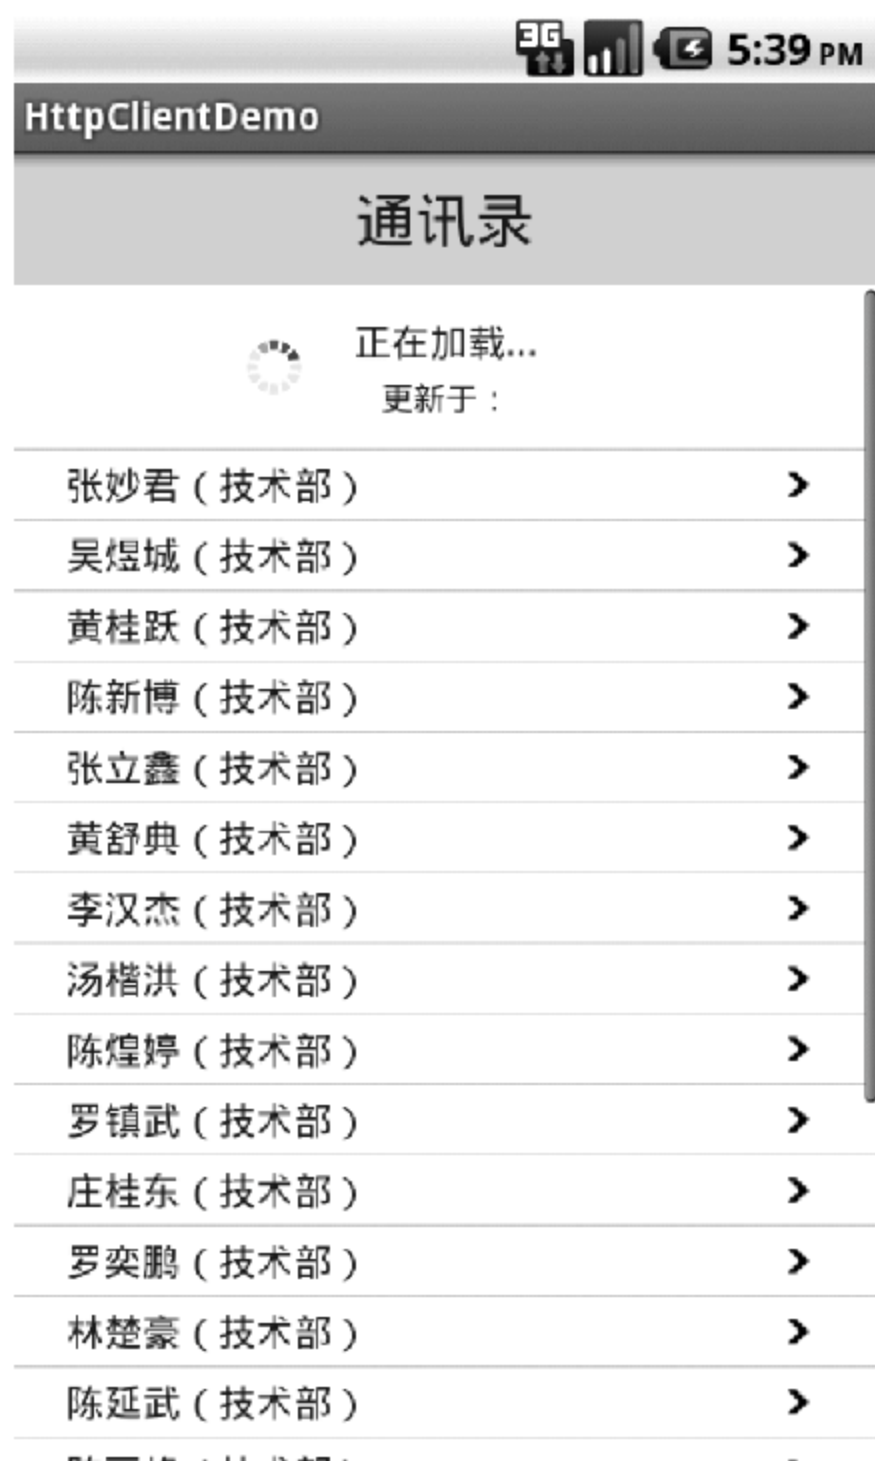 3G 5:39 PM
HttpClientDemo
通讯录
正在加载...
更新于：
张妙君（技术部）
吴煜城（技术部）
黄桂跃（技术部）
陈新博（技术部）
张立鑫（技术部）
黄舒典（技术部）
李汉杰（技术部）
汤楷洪（技术部）
陈煌婷（技术部）
罗镇武（技术部）
庄桂东（技术部）
罗奕鹏（技术部）
林楚豪（技术部）
陈延武（技术部）